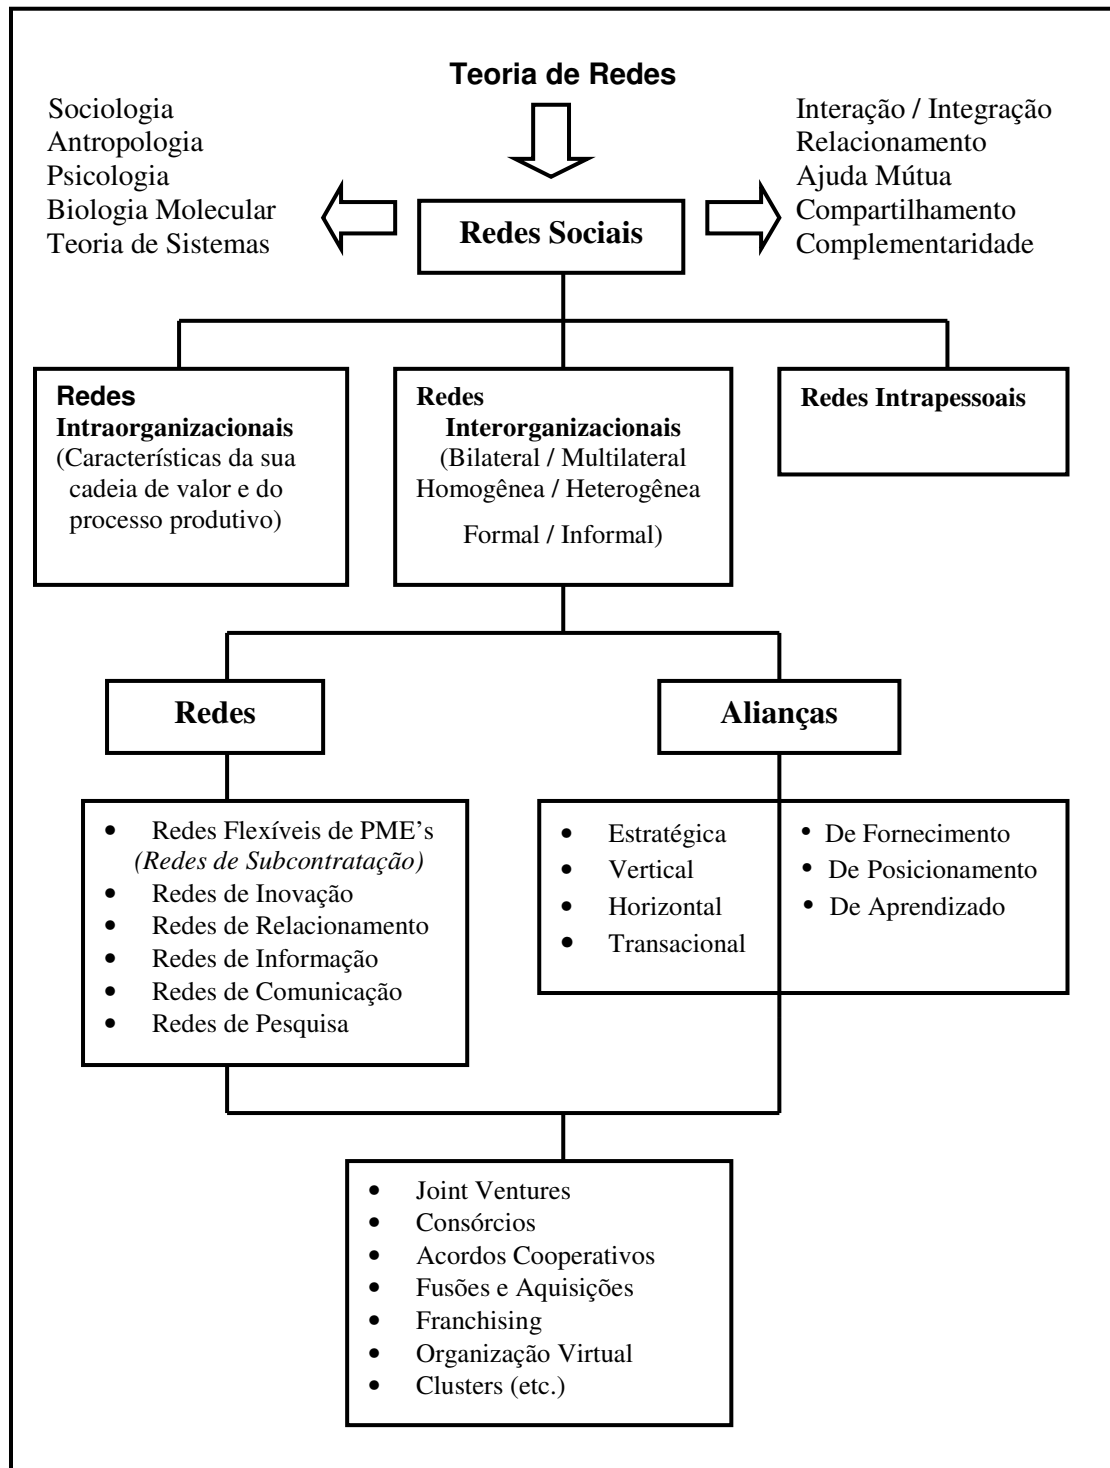 Teoria de Redes
Sociologia
Antropologia
Psicologia
Biologia Molecular
Teoria de Sistemas
Redes Sociais
Interação / Integração
Relacionamento
Ajuda Mútua
Compartilhamento
Complementaridade
Redes
Intraorganizacionais
(Características da sua
cadeia de valor e do
processo produtivo)
Redes
Interorganizacionais
(Bilateral / Multilateral
Homogênea / Heterogênea
Formal / Informal)
Redes Intrapessoais
Redes
Alianças
• Redes Flexíveis de PME's
(Redes de Subcontratação)
• Redes de Inovação
• Redes de Relacionamento
• Redes de Informação
• Redes de Comunicação
• Redes de Pesquisa
• Estratégica
• Vertical
• Horizontal
• Transacional
• De Fornecimento
• De Posicionamento
• De Aprendizado
• Joint Ventures
• Consórcios
• Acordos Cooperativos
• Fusões e Aquisições
• Franchising
• Organização Virtual
• Clusters (etc.)